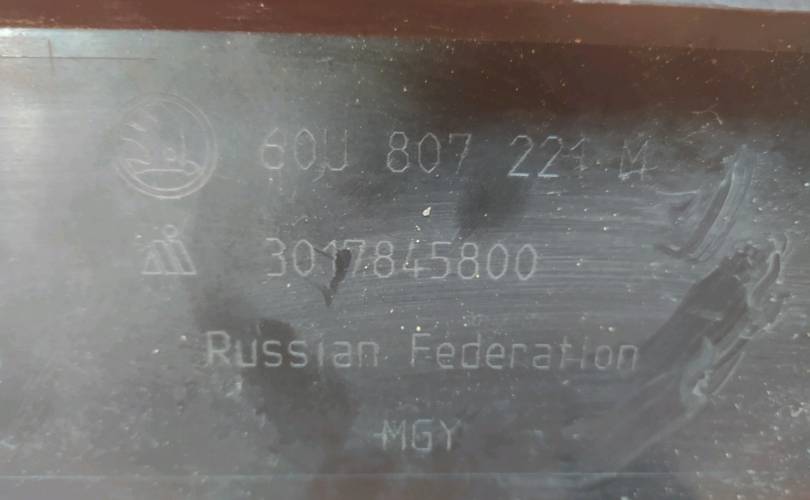 60U 807 221 M
3017845800
Russian Federation
MGY